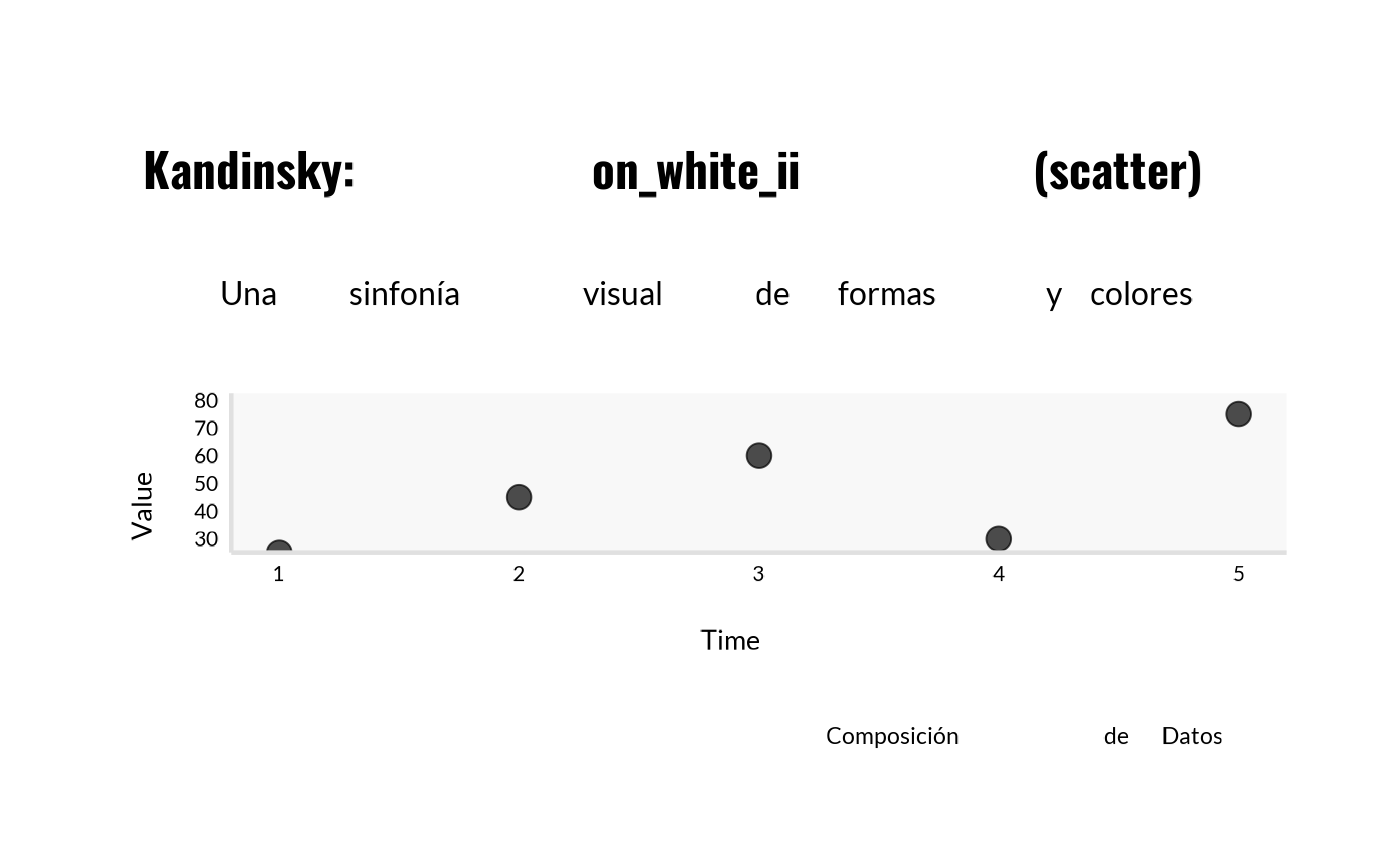 Kandinsky: on_white_ii (scatter)
Una sinfonía visual de formas y colores
80
70
60
50
40
30
Value
1 2 3 4 5
Time
Composición de Datos